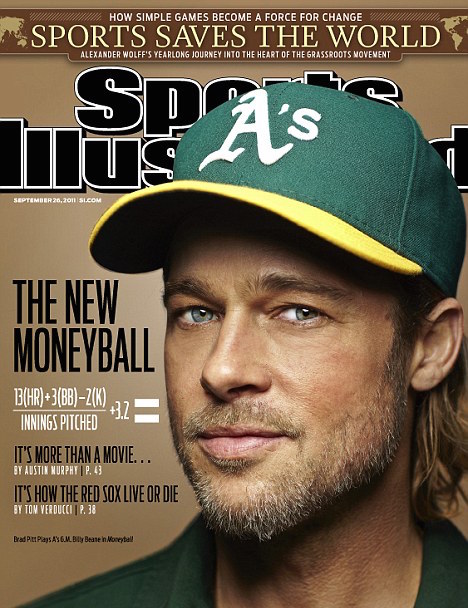 HOW SIMPLE GAMES BECOME A FORCE FOR CHANGE
SPORTS SAVES THE WORLD
ALEXANDER WOLFF'S YEARLONG JOURNEY INTO THE HEART OF THE GRASSROOTS MOVEMENT
Sports
Illustrated
A's
SEPTEMBER 26, 2011 | SI.COM
THE NEW
MONEYBALL
13(HR)+3(BB)–2(K)
INNINGS PITCHED
+3.2 =
IT'S MORE THAN A MOVIE. . .
BY AUSTIN MURPHY | P. 43
IT'S HOW THE RED SOX LIVE OR DIE
BY TOM VERDUCCI | P. 38
Brad Pitt Plays A's G.M. Billy Beane in Moneyball